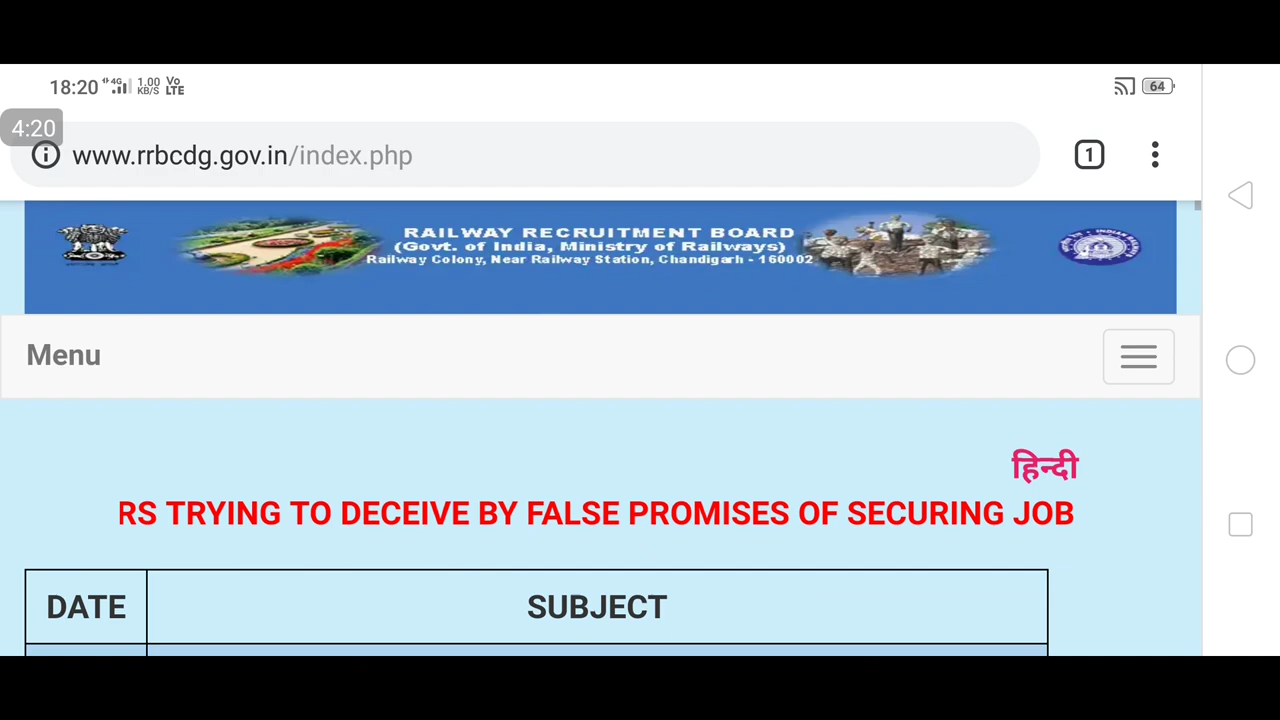 18:20 4G 1.00 KB/S Vo LTE 64
4:20
www.rrbcdg.gov.in/index.php 1
RAILWAY RECRUITMENT BOARD
(Govt. of India, Ministry of Railways)
Railway Colony, Near Railway Station, Chandigarh - 160002
Menu
हिन्दी
RS TRYING TO DECEIVE BY FALSE PROMISES OF SECURING JOB
DATE SUBJECT